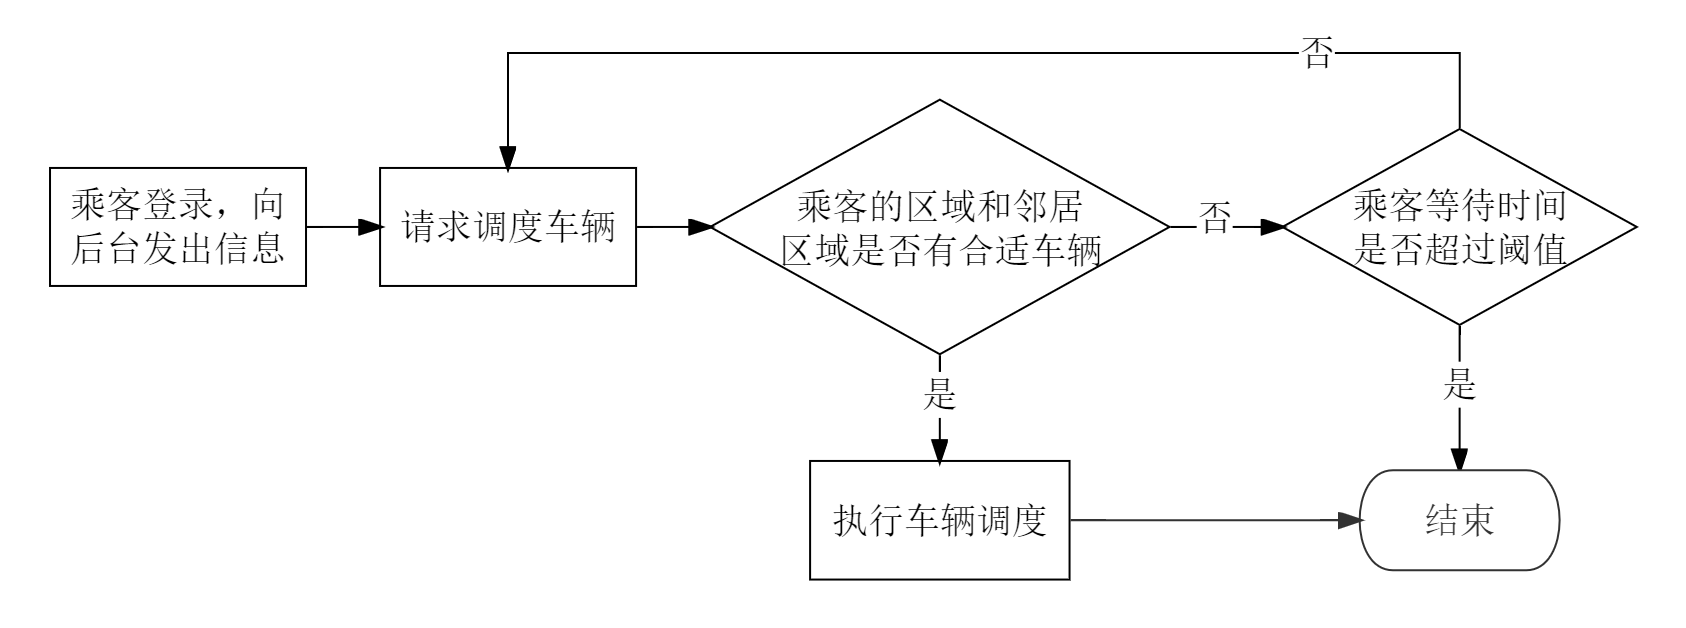 否
乘客登录，向
后台发出信息
请求调度车辆
乘客的区域和邻居
区域是否有合适车辆
否
乘客等待时间
是否超过阈值
是
是
执行车辆调度
结束